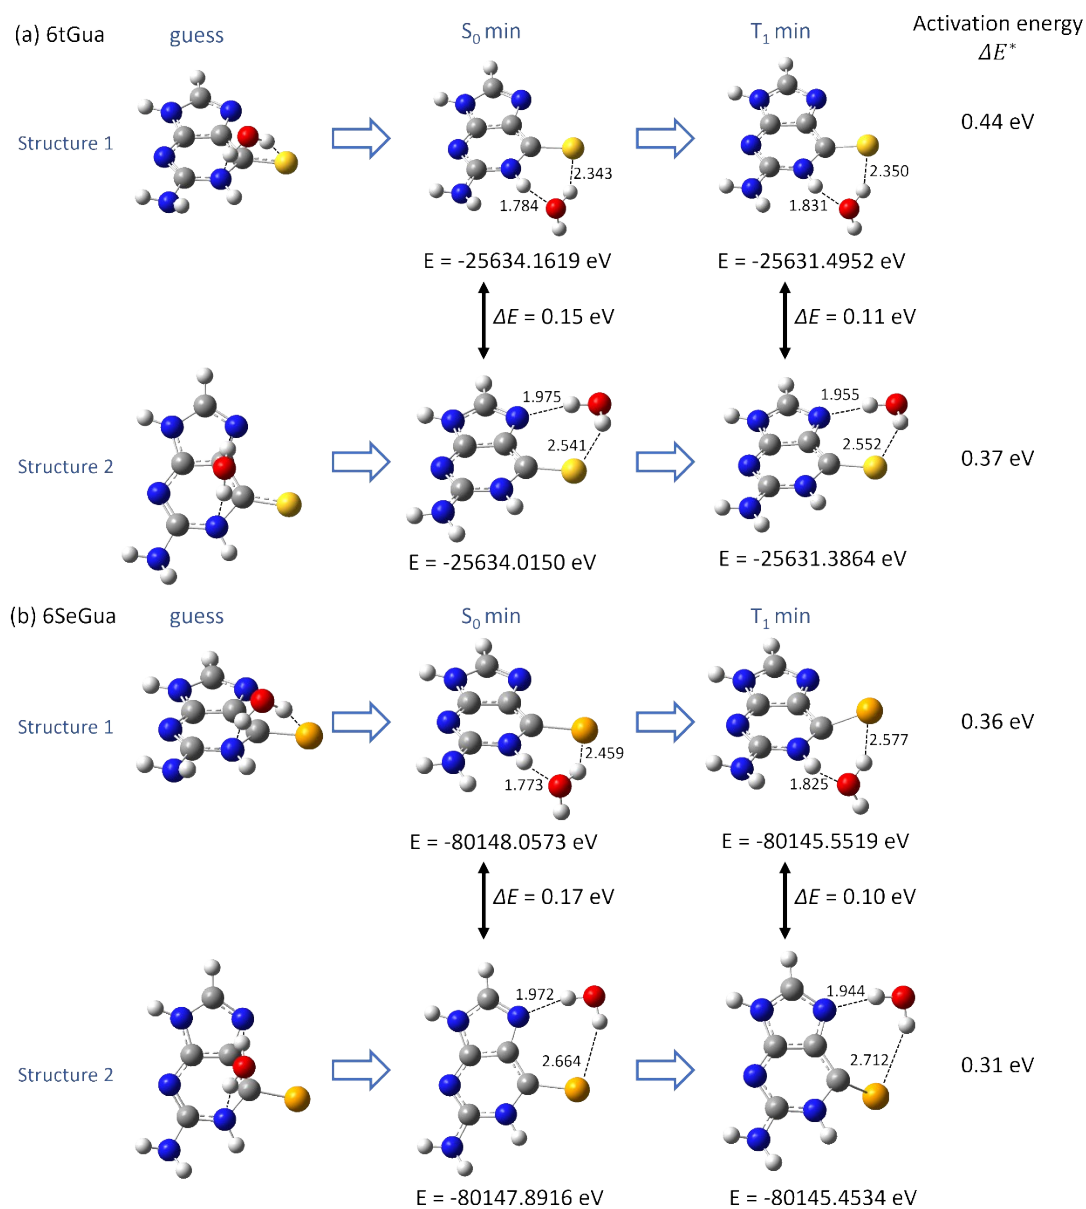 (a) 6tGua guess S0 min T1 min Activation energy
ΔE*
Structure 1 0.44 eV
2.343 2.350
1.784 1.831
E = -25634.1619 eV E = -25631.4952 eV
ΔE = 0.15 eV ΔE = 0.11 eV
1.975 1.955
2.541 2.552
Structure 2 0.37 eV
E = -25634.0150 eV E = -25631.3864 eV
(b) 6SeGua guess S0 min T1 min
Structure 1 0.36 eV
2.459 2.577
1.773 1.825
E = -80148.0573 eV E = -80145.5519 eV
ΔE = 0.17 eV ΔE = 0.10 eV
1.972 1.944
2.664 2.712
Structure 2 0.31 eV
E = -80147.8916 eV E = -80145.4534 eV